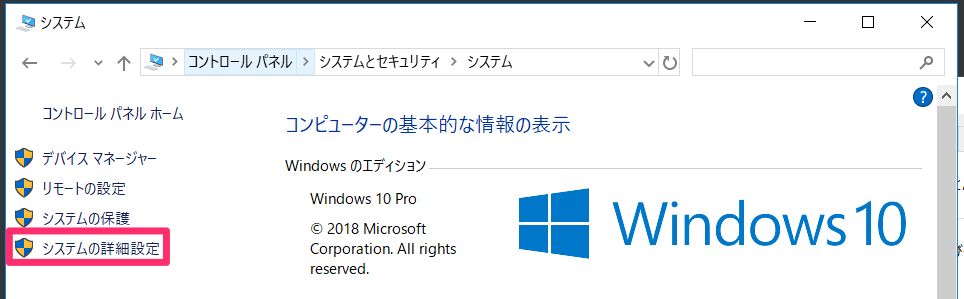 システム
コントロール パネル > システムとセキュリティ > システム
コントロール パネル ホーム
デバイス マネージャー
リモートの設定
システムの保護
システムの詳細設定
?
コンピューターの基本的な情報の表示
Windows のエディション
Windows 10 Pro
© 2018 Microsoft
Corporation. All rights
reserved.
Windows 10